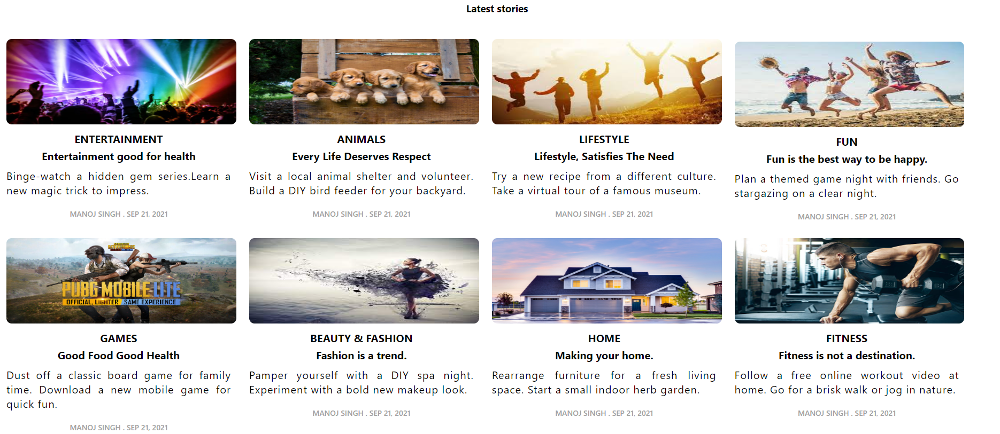 Latest stories
ENTERTAINMENT
Entertainment good for health
Binge-watch a hidden gem series.Learn a
new magic trick to impress.
MANOJ SINGH . SEP 21, 2021
ANIMALS
Every Life Deserves Respect
Visit a local animal shelter and volunteer.
Build a DIY bird feeder for your backyard.
MANOJ SINGH . SEP 21, 2021
LIFESTYLE
Lifestyle, Satisfies The Need
Try a new recipe from a different culture.
Take a virtual tour of a famous museum.
MANOJ SINGH . SEP 21, 2021
FUN
Fun is the best way to be happy.
Plan a themed game night with friends. Go
stargazing on a clear night.
MANOJ SINGH . SEP 21, 2021
PUBG MOBILE LITE
OFFICIAL, LIGHTER SAME EXPERIENCE
GAMES
Good Food Good Health
Dust off a classic board game for family
time. Download a new mobile game for
quick fun.
MANOJ SINGH . SEP 21, 2021
BEAUTY & FASHION
Fashion is a trend.
Pamper yourself with a DIY spa night.
Experiment with a bold new makeup look.
MANOJ SINGH . SEP 21, 2021
HOME
Making your home.
Rearrange furniture for a fresh living
space. Start a small indoor herb garden.
MANOJ SINGH . SEP 21, 2021
FITNESS
Fitness is not a destination.
Follow a free online workout video at
home. Go for a brisk walk or jog in nature.
MANOJ SINGH . SEP 21, 2021